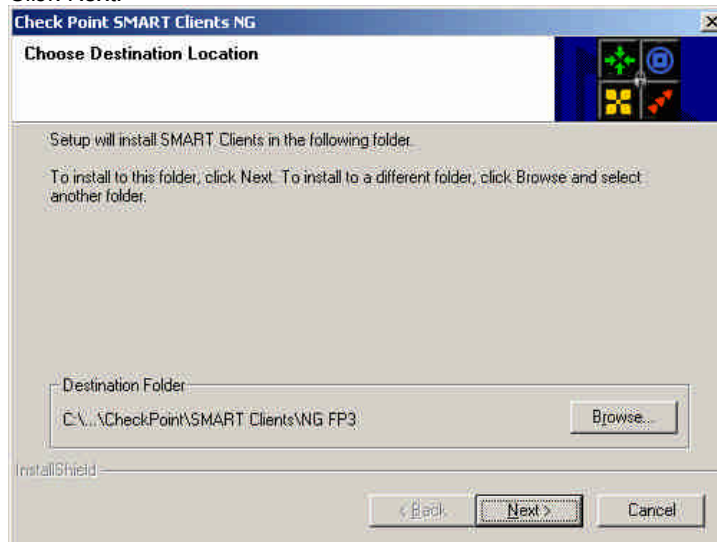 Click Next.
Check Point SMART Clients NG
Choose Destination Location
Setup will install SMART Clients in the following folder.
To install to this folder, click Next. To install to a different folder, click Browse and select
another folder.
Destination Folder
C:\...\CheckPoint\SMART Clients\NG FP3
Browse...
InstallShield
< Back
Next >
Cancel